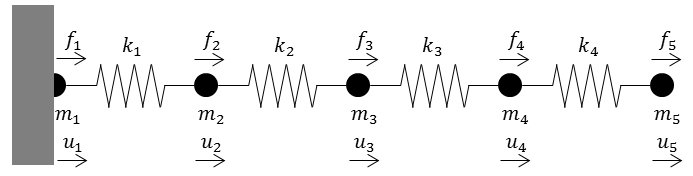 f₁ k₁ f₂ k₂ f₃ k₃ f₄ k₄ f₅
m₁ m₂ m₃ m₄ m₅
u₁ u₂ u₃ u₄ u₅